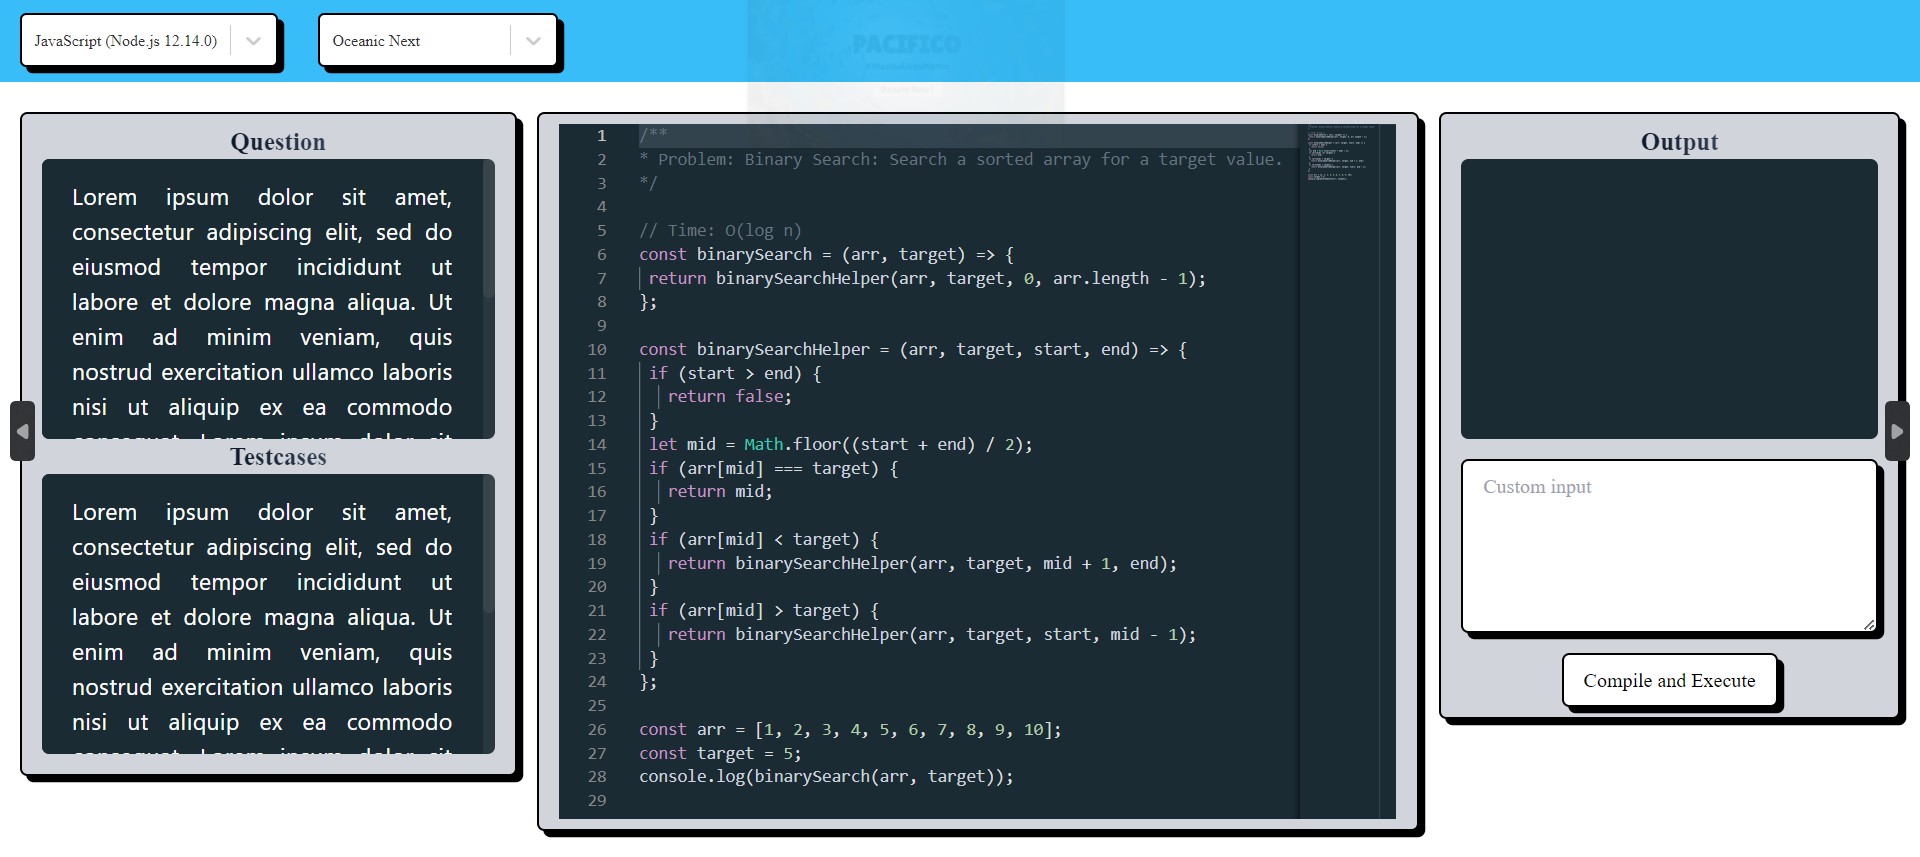 JavaScript (Node.js 12.14.0)
Oceanic Next
PACIFICO
Question
Lorem ipsum dolor sit amet,
consectetur adipiscing elit, sed do
eiusmod tempor incididunt ut
labore et dolore magna aliqua. Ut
enim ad minim veniam, quis
nostrud exercitation ullamco laboris
nisi ut aliquip ex ea commodo
consequat. Lorem ipsum dolor sit
Testcases
Lorem ipsum dolor sit amet,
consectetur adipiscing elit, sed do
eiusmod tempor incididunt ut
labore et dolore magna aliqua. Ut
enim ad minim veniam, quis
nostrud exercitation ullamco laboris
nisi ut aliquip ex ea commodo
consequat. Lorem ipsum dolor sit
1 /**
2 * Problem: Binary Search: Search a sorted array for a target value.
3 */
4
5 // Time: O(log n)
6 const binarySearch = (arr, target) => {
7 return binarySearchHelper(arr, target, 0, arr.length - 1);
8 };
9
10 const binarySearchHelper = (arr, target, start, end) => {
11 if (start > end) {
12 return false;
13 }
14 let mid = Math.floor((start + end) / 2);
15 if (arr[mid] === target) {
16 return mid;
17 }
18 if (arr[mid] < target) {
19 return binarySearchHelper(arr, target, mid + 1, end);
20 }
21 if (arr[mid] > target) {
22 return binarySearchHelper(arr, target, start, mid - 1);
23 }
24 };
25
26 const arr = [1, 2, 3, 4, 5, 6, 7, 8, 9, 10];
27 const target = 5;
28 console.log(binarySearch(arr, target));
29
Output
Custom input
Compile and Execute